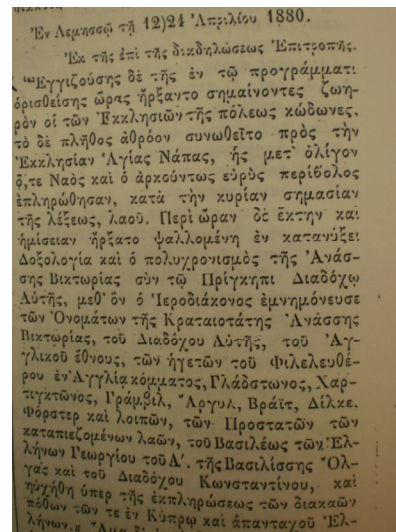 Ἐν Λεμησσῷ τῇ 12)24 Ἀπριλίου 1880.
Ἐκ τῆς ἐπὶ τῆς διαδηλώσεως Ἐπιτροπῆς.
Ἐγγιζούσης δὲ τῆς ἐν τῷ προγράμματι
ὁρισθείσης ὥρας ἤρξαντο σημαίνοντες ζωη-
ρὸν οἱ τῶν Ἐκκλησιῶν τῆς πόλεως κώδωνες,
τὸ δὲ πλῆθος ἀθρόον συνωθεῖτο πρὸς τὴν
Ἐκκλησίαν Ἁγίας Νάπας, ἧς μετ' ὀλίγον
ὅ,τε Ναὸς καὶ ὁ ἀρκούντως εὐρὺς περίβολος
ἐπληρώθησαν, κατὰ τὴν κυρίαν σημασίαν
τῆς λέξεως, λαοῦ. Περὶ ὥραν δὲ ἕκτην καὶ
ἡμίσειαν ἤρξατο ψαλλομένη ἐν κατανύξει
Δοξολογία καὶ ὁ πολυχρονισμὸς τῆς Ἀνάσ-
σης Βικτωρίας σὺν τῷ Πρίγκηπι Διαδόχῳ
Αὐτῆς, μεθ' ὃν ὁ Ἱεροδιάκονος ἐμνημόνευσε
τῶν Ὀνομάτων τῆς Κραταιοτάτης Ἀνάσσης
Βικτωρίας, τοῦ Διαδόχου Αὐτῆς, τοῦ Ἀγ-
γλικοῦ ἔθνους, τῶν ἡγετῶν τοῦ Φιλελευθέ-
ρου ἐν Ἀγγλίᾳ κόμματος, Γλάδστωνος, Χαρ-
τιγκτῶνος, Γράμβιλ, Ἄργυλ, Βράϊτ, Δίλκε,
Φόρστερ καὶ λοιπῶν, τῶν Προστατῶν τῶν
καταπιεζομένων λαῶν, τοῦ Βασιλέως τῶν Ἑλ-
λήνων Γεωργίου τοῦ Α΄. τῆς Βασιλίσσης Ὄλ-
γας καὶ τοῦ Διαδόχου Κωνσταντίνου, καὶ
ηὐχήθη ὑπὲρ τῆς ἐκπληρώσεως τῶν διακαῶν
πόθων τῶν τε ἐν Κύπρῳ καὶ ἁπανταχοῦ Ἑλ-
λήνων.